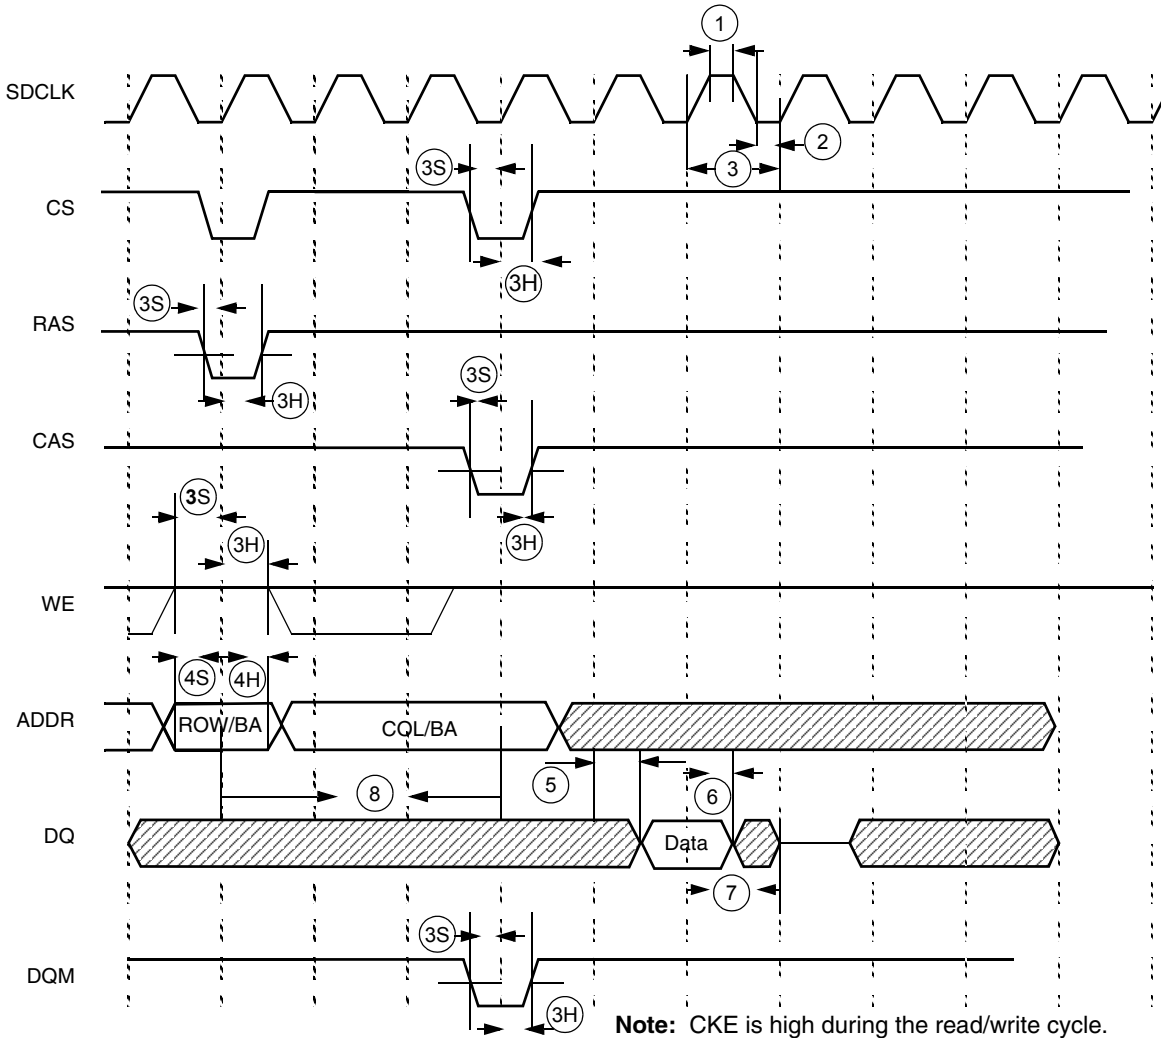 1
SDCLK
2
3S
3
CS
3H
3S
RAS
3S
3H
CAS
3S
3H
3H
WE
4S
4H
ADDR
ROW/BA
COL/BA
5
8
6
DQ
Data
7
3S
DQM
3H
Note: CKE is high during the read/write cycle.